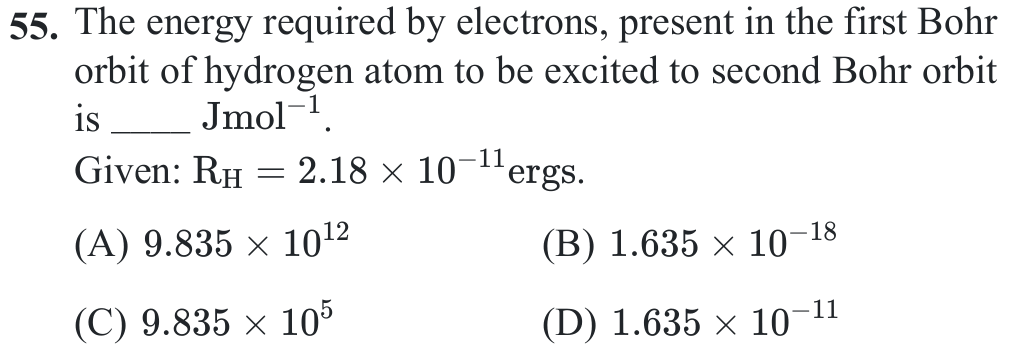 55. The energy required by electrons, present in the first Bohr
orbit of hydrogen atom to be excited to second Bohr orbit
is ____ Jmol⁻¹.
Given: R_H = 2.18 × 10⁻¹¹ergs.
(A) 9.835 × 10¹² (B) 1.635 × 10⁻¹⁸
(C) 9.835 × 10⁵ (D) 1.635 × 10⁻¹¹